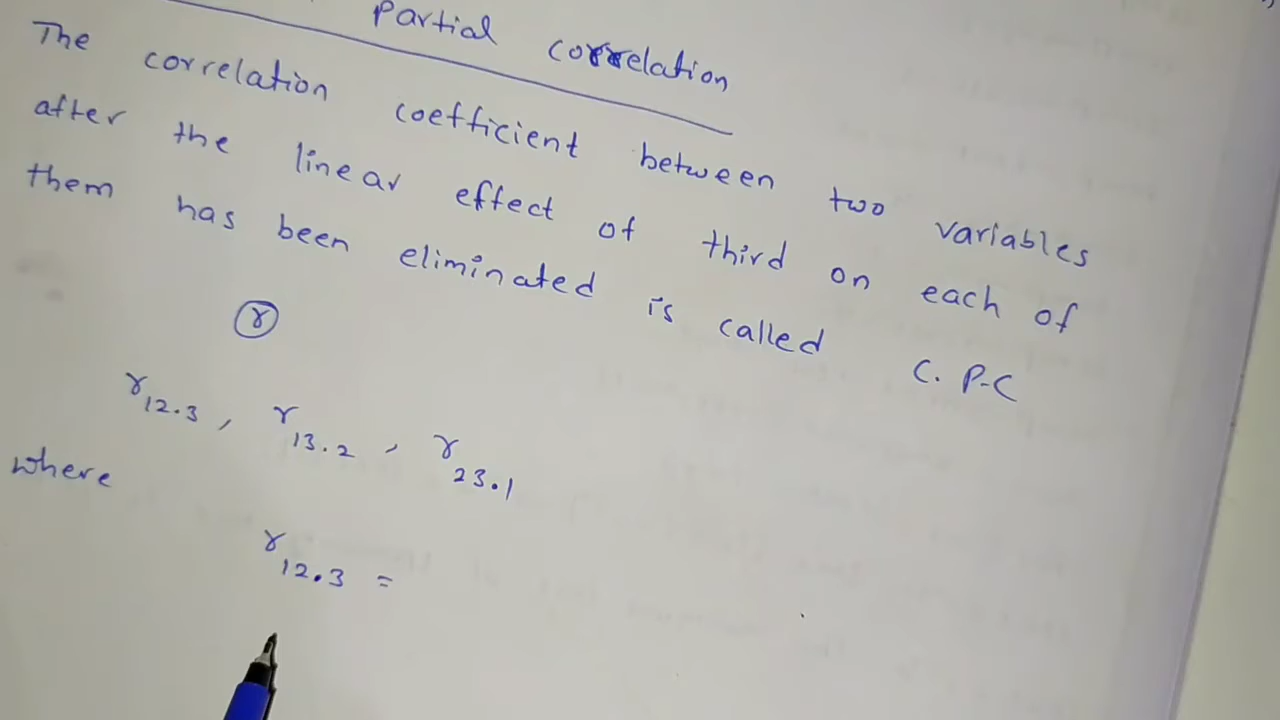 Partial correlation
The correlation coefficient between two variables
after the linear effect of third on each of
them has been eliminated is called C. P-C
r
r12.3, r13.2, r23.1
where
r12.3 =